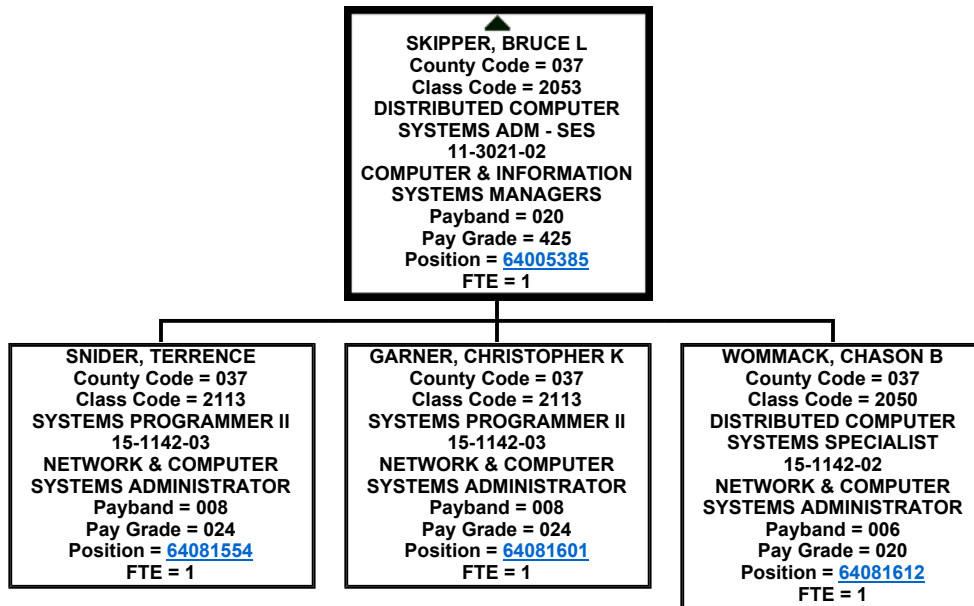 SKIPPER, BRUCE L
County Code = 037
Class Code = 2053
DISTRIBUTED COMPUTER
SYSTEMS ADM - SES
11-3021-02
COMPUTER & INFORMATION
SYSTEMS MANAGERS
Payband = 020
Pay Grade = 425
Position = 64005385
FTE = 1
SNIDER, TERRENCE
County Code = 037
Class Code = 2113
SYSTEMS PROGRAMMER II
15-1142-03
NETWORK & COMPUTER
SYSTEMS ADMINISTRATOR
Payband = 008
Pay Grade = 024
Position = 64081554
FTE = 1
GARNER, CHRISTOPHER K
County Code = 037
Class Code = 2113
SYSTEMS PROGRAMMER II
15-1142-03
NETWORK & COMPUTER
SYSTEMS ADMINISTRATOR
Payband = 008
Pay Grade = 024
Position = 64081601
FTE = 1
WOMMACK, CHASON B
County Code = 037
Class Code = 2050
DISTRIBUTED COMPUTER
SYSTEMS SPECIALIST
15-1142-02
NETWORK & COMPUTER
SYSTEMS ADMINISTRATOR
Payband = 006
Pay Grade = 020
Position = 64081612
FTE = 1